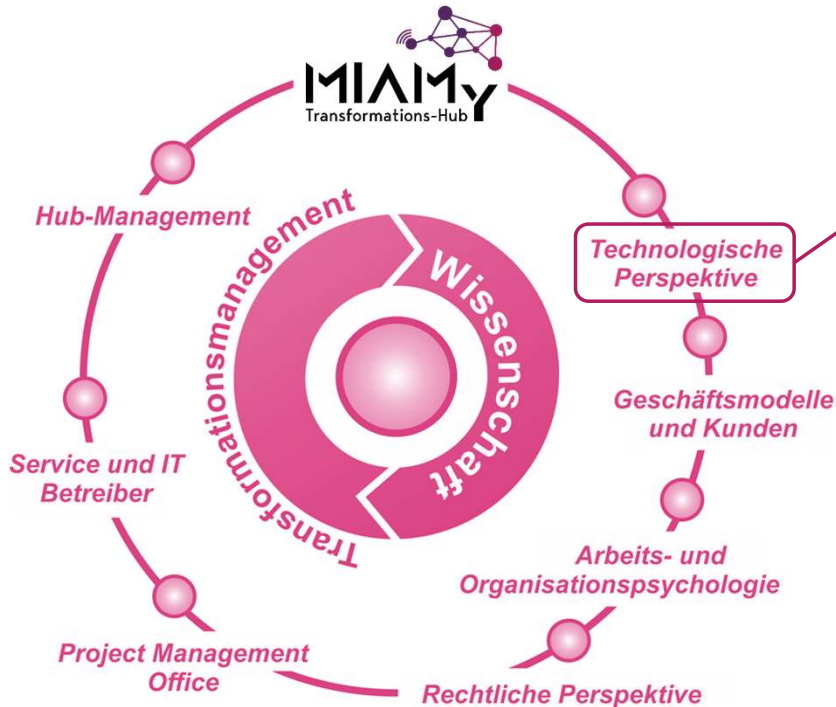 MIAMy
Transformations-Hub
Hub-Management
Technologische
Perspektive
Transformationsmanagement
Wissenschaft
Geschäftsmodelle
und Kunden
Service und IT
Betreiber
Arbeits- und
Organisationspsychologie
Project Management
Office
Rechtliche Perspektive